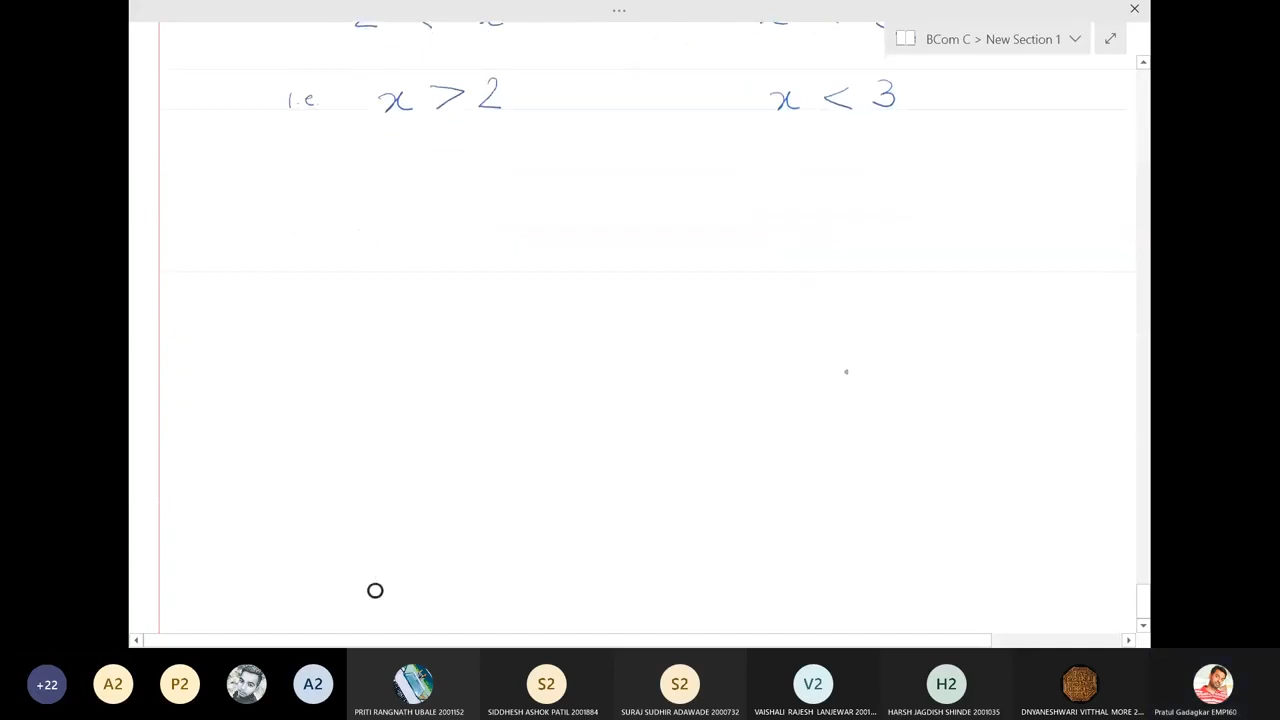 BCom C > New Section 1
i.e. x > 2 x < 3
+22 A2 P2 A2 S2 S2 V2 H2
PRITI RANGNATH UBALE 2001152 SIDDHESH ASHOK PATIL 2001884 SURAJ SUDHIR ADAWADE 2000732 VAISHALI RAJESH LANJEWAR 2001... HARSH JAGDISH SHINDE 2001035 DNYANESHWARI VITTHAL MORE 2... Pratul Gadagkar EMP160